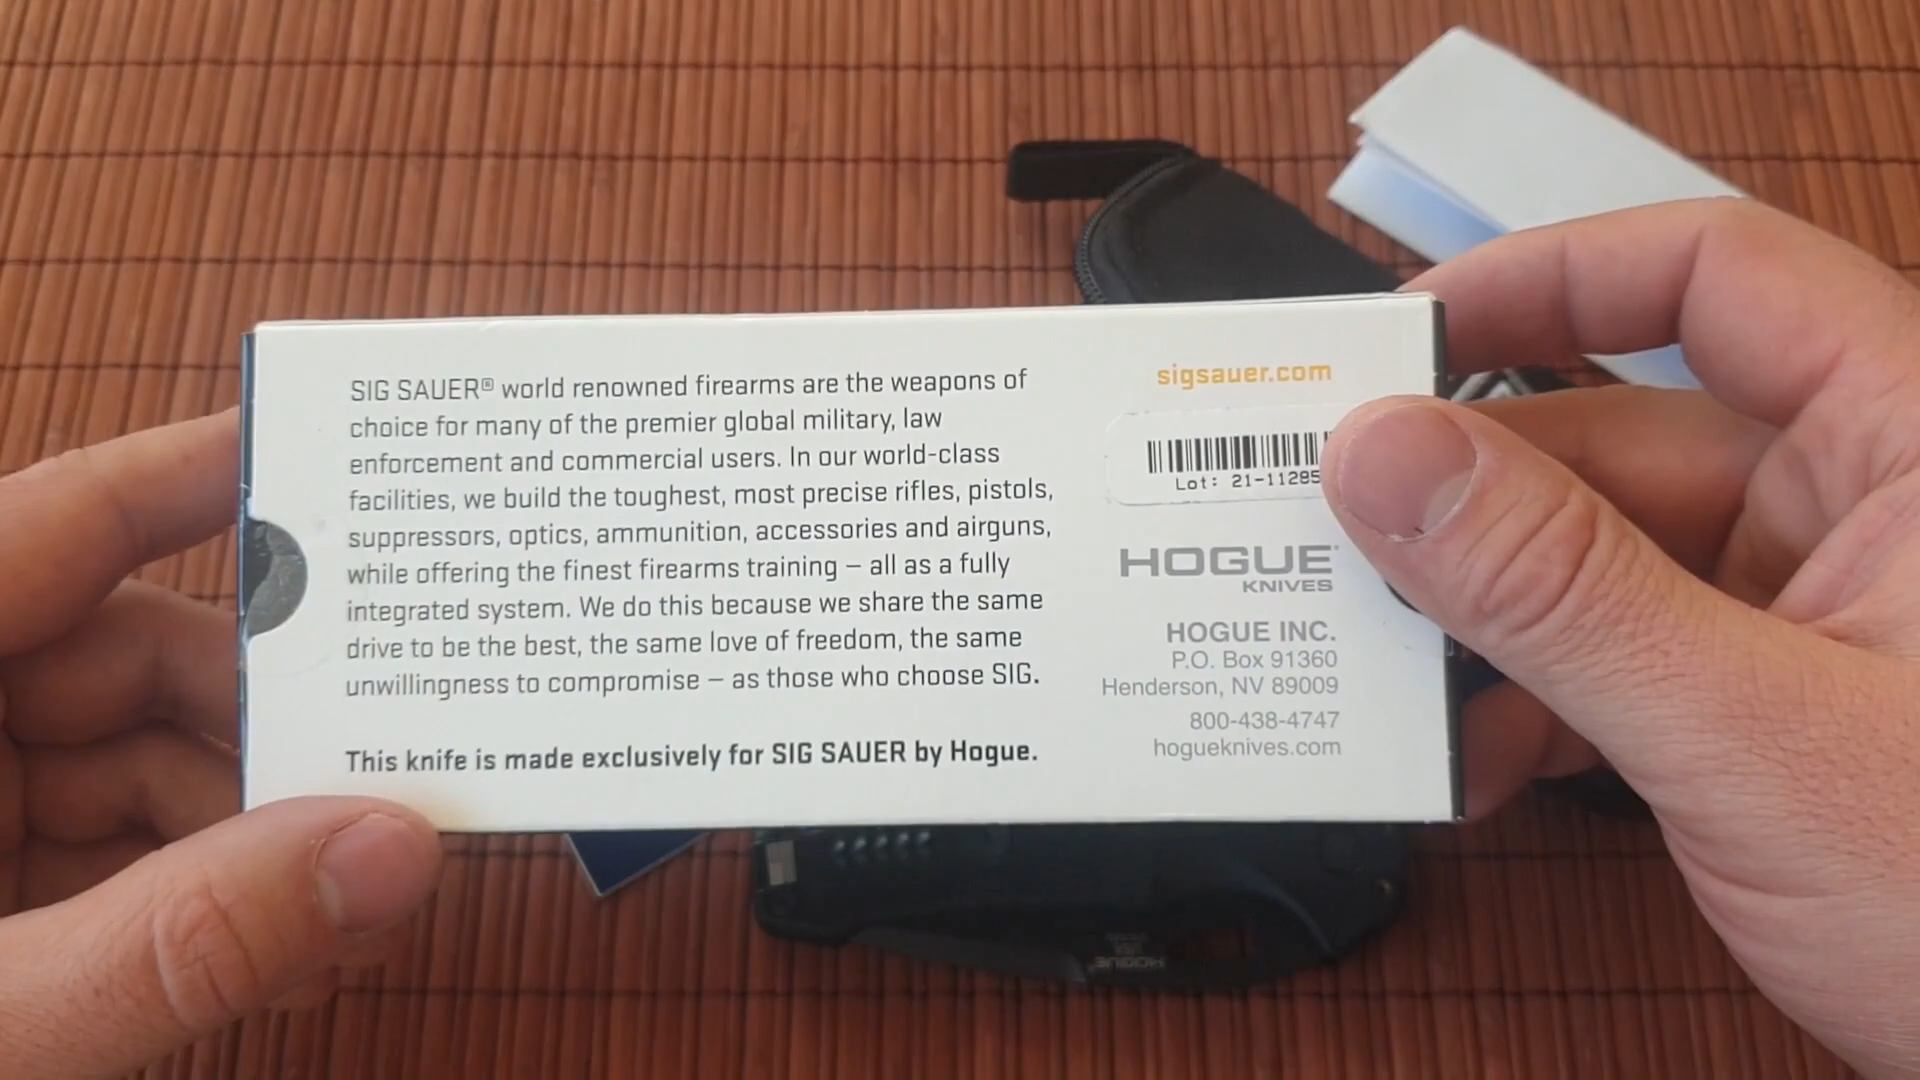 SIG SAUER® world renowned firearms are the weapons of
choice for many of the premier global military, law
enforcement and commercial users. In our world-class
facilities, we build the toughest, most precise rifles, pistols,
suppressors, optics, ammunition, accessories and airguns,
while offering the finest firearms training – all as a fully
integrated system. We do this because we share the same
drive to be the best, the same love of freedom, the same
unwillingness to compromise – as those who choose SIG.
This knife is made exclusively for SIG SAUER by Hogue.
sigsauer.com
Lot: 21-11285
HOGUE
KNIVES
HOGUE INC.
P.O. Box 91360
Henderson, NV 89009
800-438-4747
hogueknives.com
HOGUE